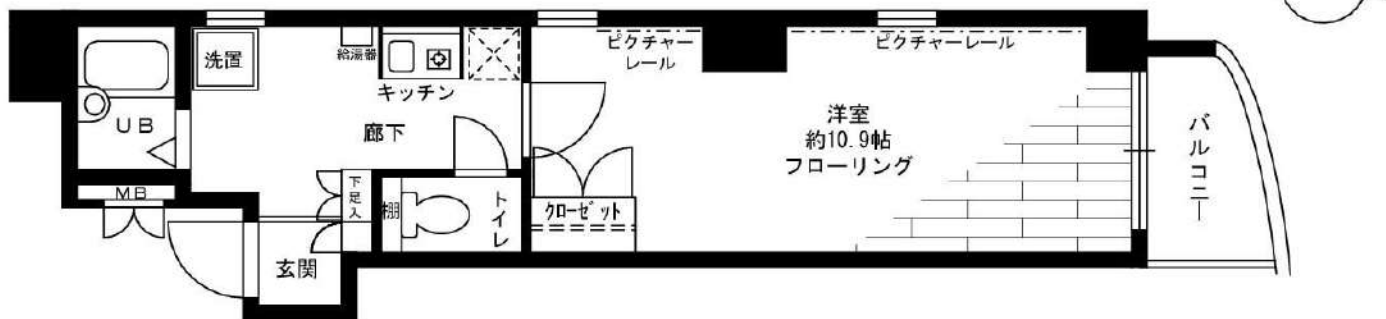 洗置
給湯器
キッチン
UB
廊下
MB
下足入
棚
トイレ
玄関
ピクチャー
レール
ピクチャーレール
洋室
約10.9帖
フローリング
クローゼット
バルコニー